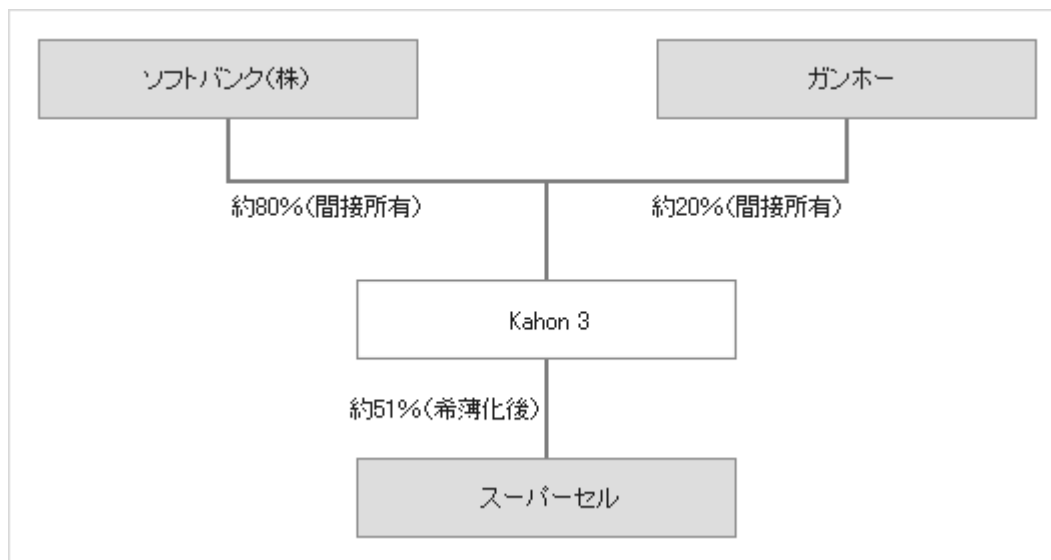 ソフトバンク(株)
ガンホー
約80%(間接所有)
約20%(間接所有)
Kahon 3
約51%(希薄化後)
スーパーセル